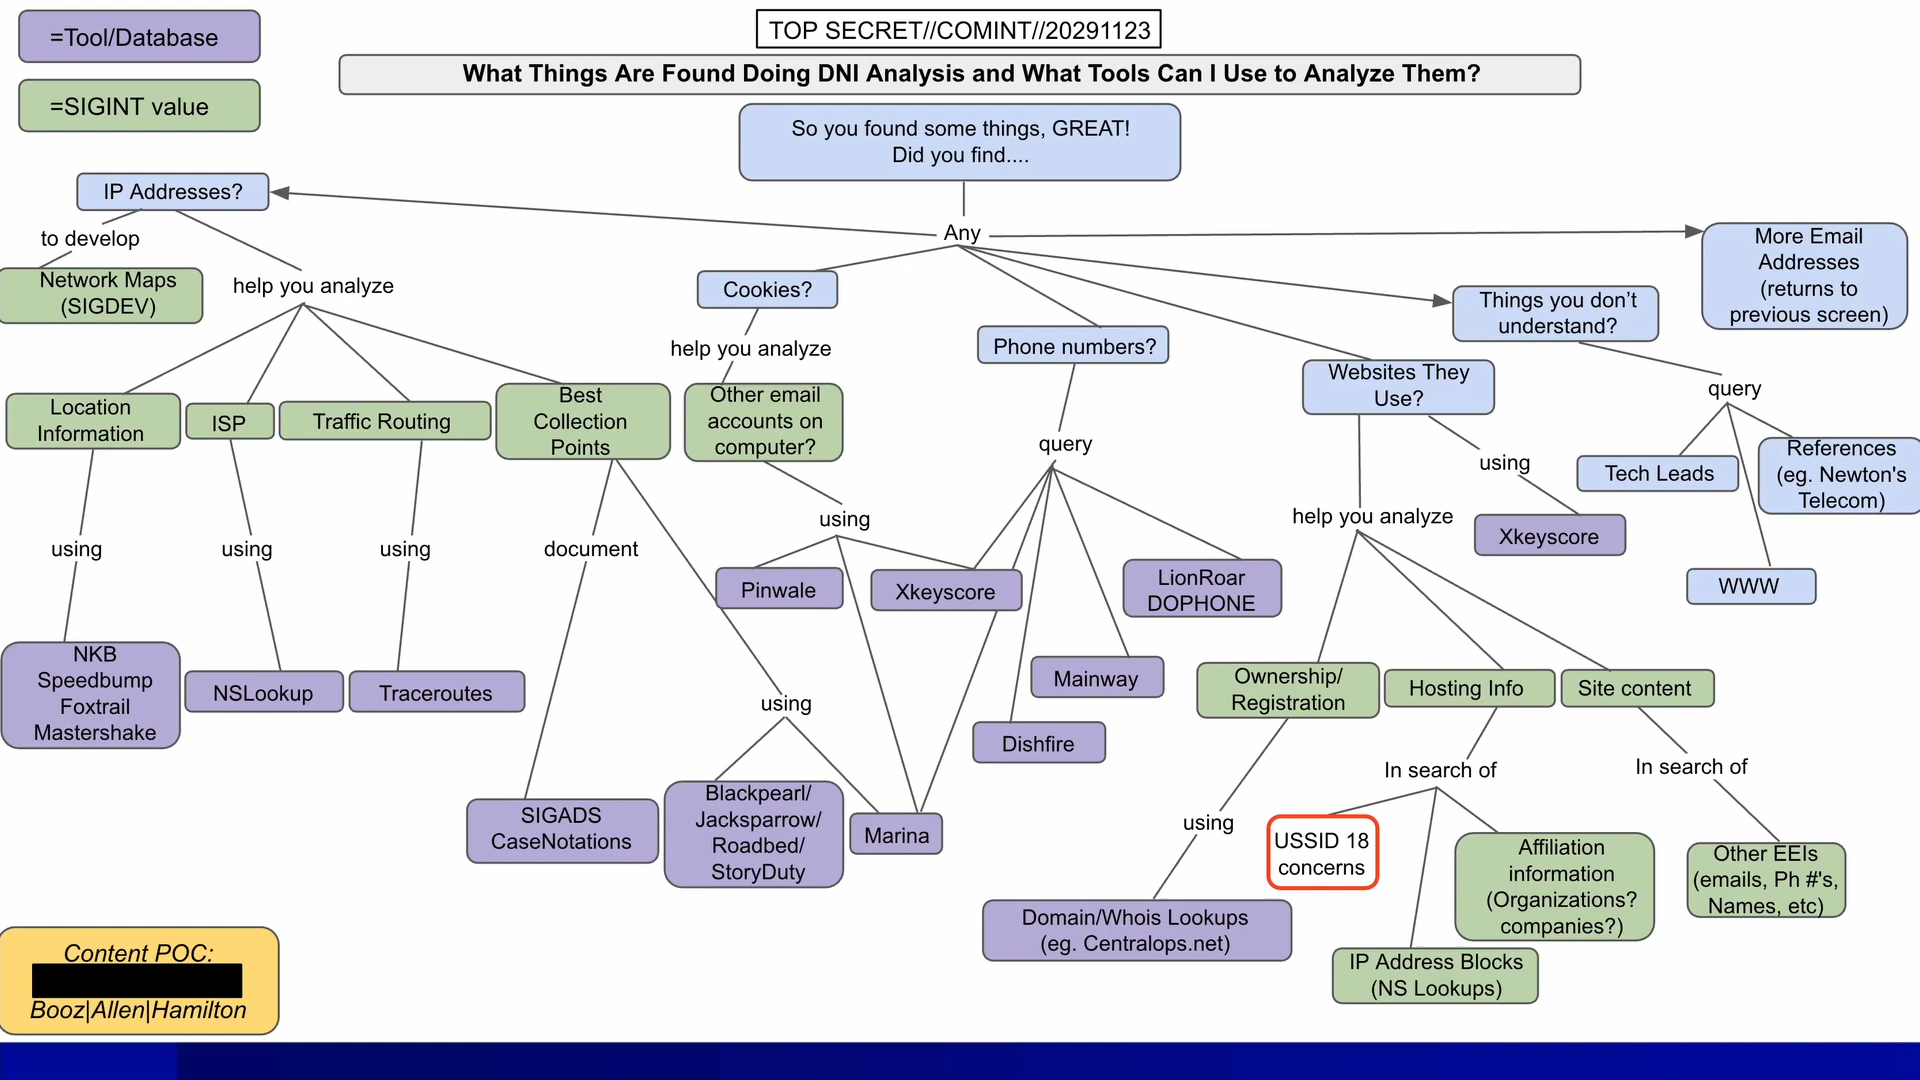 =Tool/Database
=SIGINT value
TOP SECRET//COMINT//20291123
What Things Are Found Doing DNI Analysis and What Tools Can I Use to Analyze Them?
So you found some things, GREAT!
Did you find....
Any
IP Addresses?
to develop
Network Maps
(SIGDEV)
help you analyze
Location
Information
using
NKB
Speedbump
Foxtrail
Mastershake
ISP
using
NSLookup
Traffic Routing
using
Traceroutes
Best
Collection
Points
document
SIGADS
CaseNotations
using
Blackpearl/
Jacksparrow/
Roadbed/
StoryDuty
Marina
Cookies?
help you analyze
Other email
accounts on
computer?
using
Pinwale
Xkeyscore
Phone numbers?
query
LionRoar
DOPHONE
Mainway
Dishfire
Websites They
Use?
using
Xkeyscore
help you analyze
Ownership/
Registration
using
Domain/Whois Lookups
(eg. Centralops.net)
Hosting Info
In search of
USSID 18
concerns
IP Address Blocks
(NS Lookups)
Affiliation
information
(Organizations?
companies?)
Site content
In search of
Other EEIs
(emails, Ph #'s,
Names, etc)
Things you don’t
understand?
query
Tech Leads
WWW
References
(eg. Newton's
Telecom)
More Email
Addresses
(returns to
previous screen)
Content POC:
Booz|Allen|Hamilton